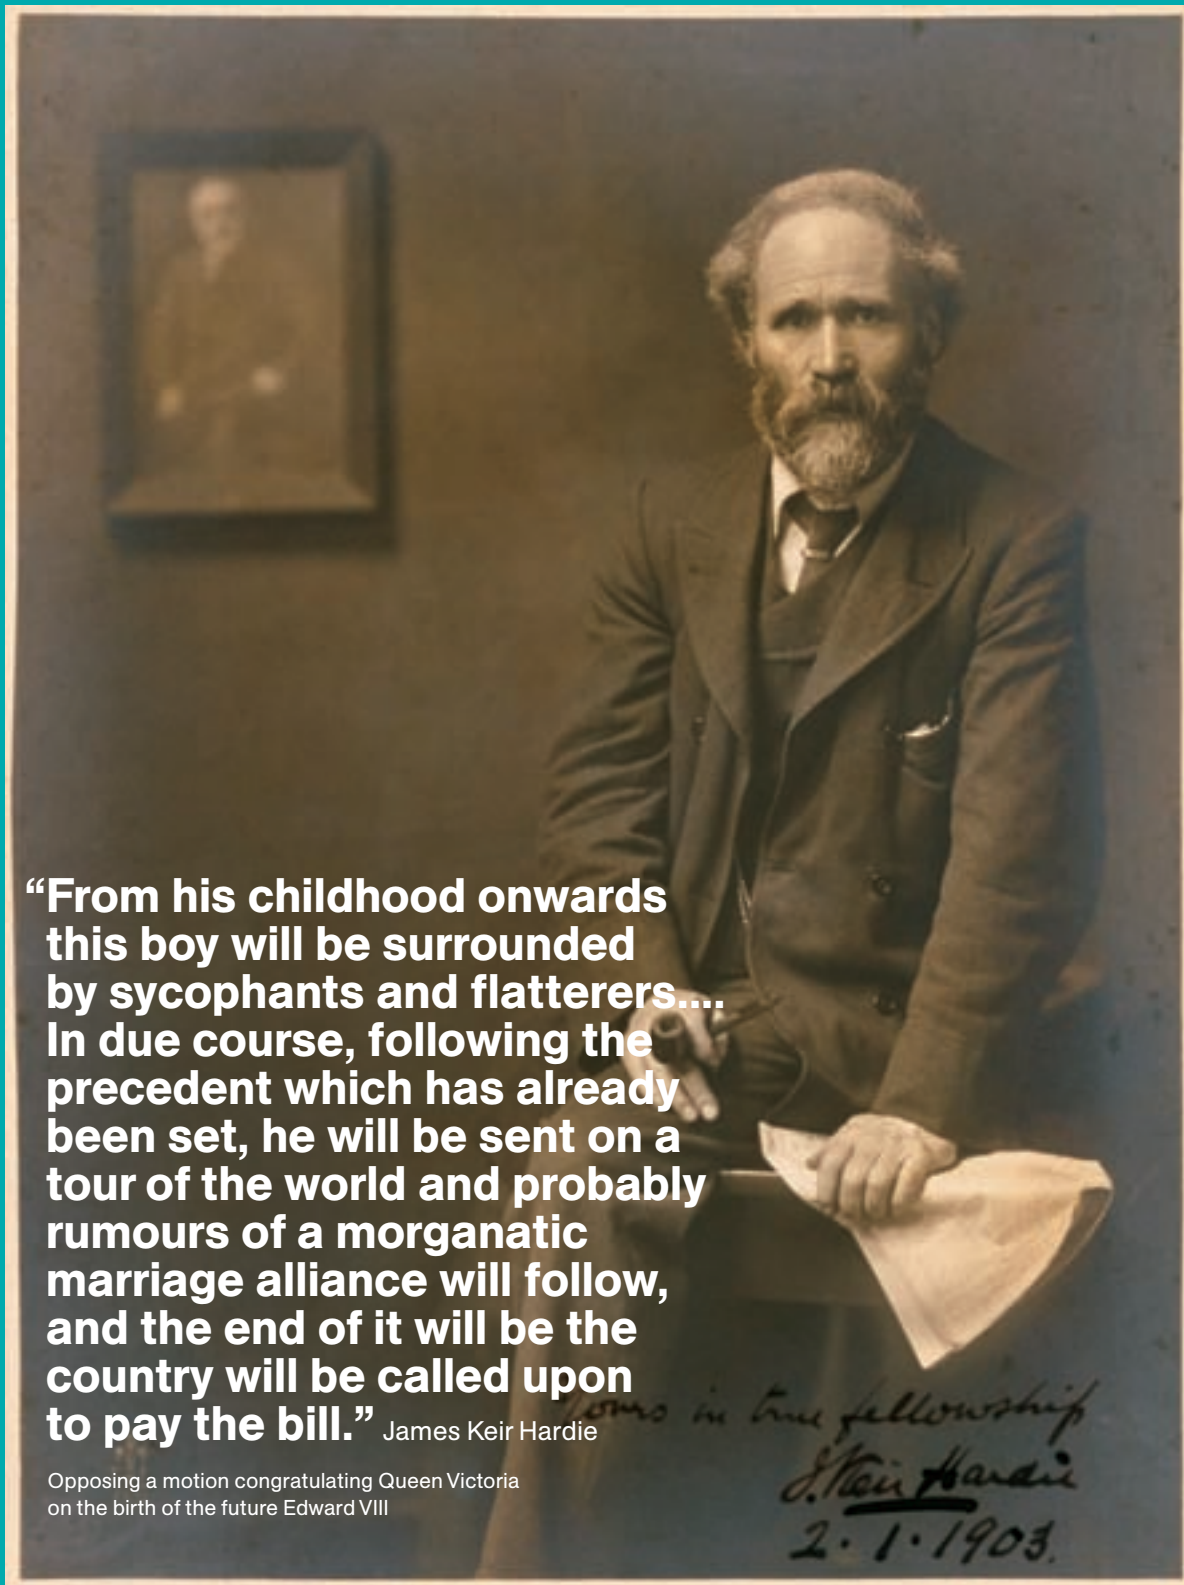 “From his childhood onwards
this boy will be surrounded
by sycophants and flatterers....
In due course, following the
precedent which has already
been set, he will be sent on a
tour of the world and probably
rumours of a morganatic
marriage alliance will follow,
and the end of it will be the
country will be called upon
to pay the bill.” James Keir Hardie
Opposing a motion congratulating Queen Victoria
on the birth of the future Edward VIII
Yours in true fellowship
J. Keir Hardie
2 · 1 · 1903.